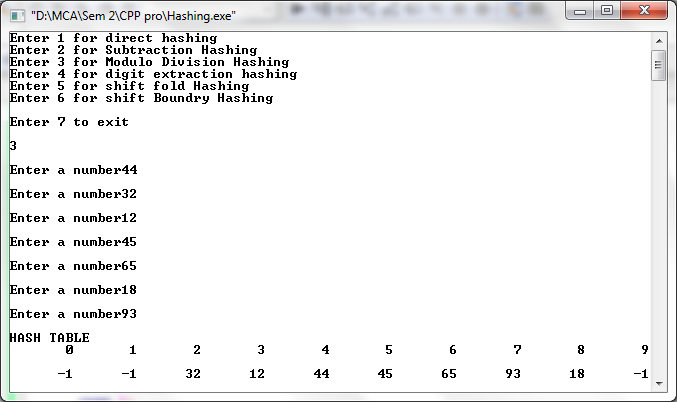 "D:\MCA\Sem 2\CPP pro\Hashing.exe"
Enter 1 for direct hashing
Enter 2 for Subtraction Hashing
Enter 3 for Modulo Division Hashing
Enter 4 for digit extraction hashing
Enter 5 for shift fold Hashing
Enter 6 for shift Boundry Hashing
Enter 7 to exit
3
Enter a number44
Enter a number32
Enter a number12
Enter a number45
Enter a number65
Enter a number18
Enter a number93
HASH TABLE
0 1 2 3 4 5 6 7 8 9
-1 -1 32 12 44 45 65 93 18 -1